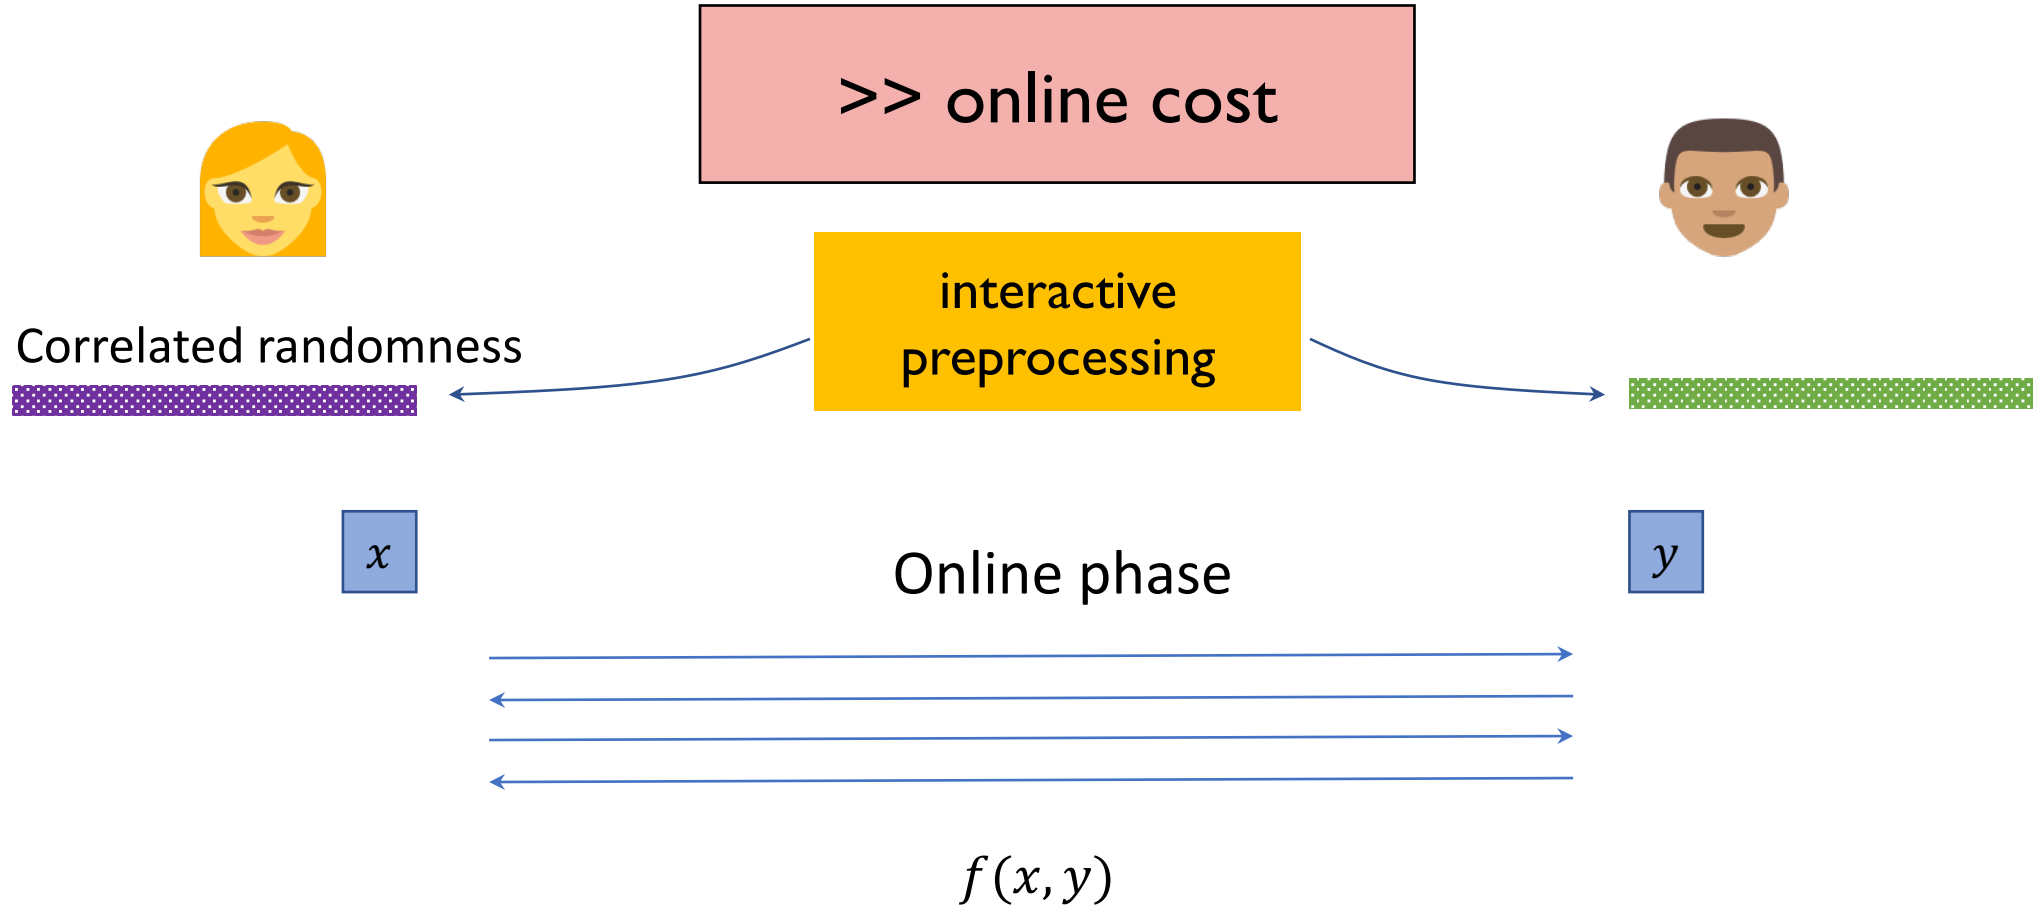 >> online cost
interactive
preprocessing
Correlated randomness
x
y
Online phase
f(x, y)